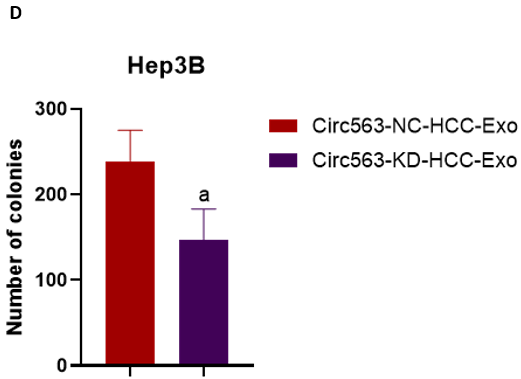 D
Hep3B
300
200
100
0
Number of colonies
a
Circ563-NC-HCC-Exo
Circ563-KD-HCC-Exo